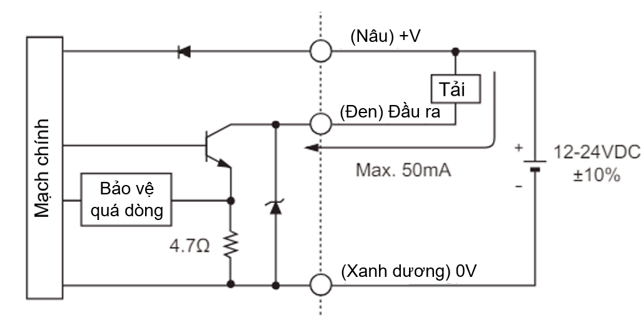 (Nâu) +V
Tải
(Đen) Đầu ra
Mạch chính
Max. 50mA
+
12-24VDC
±10%
-
Bảo vệ
quá dòng
4.7Ω
(Xanh dương) 0V